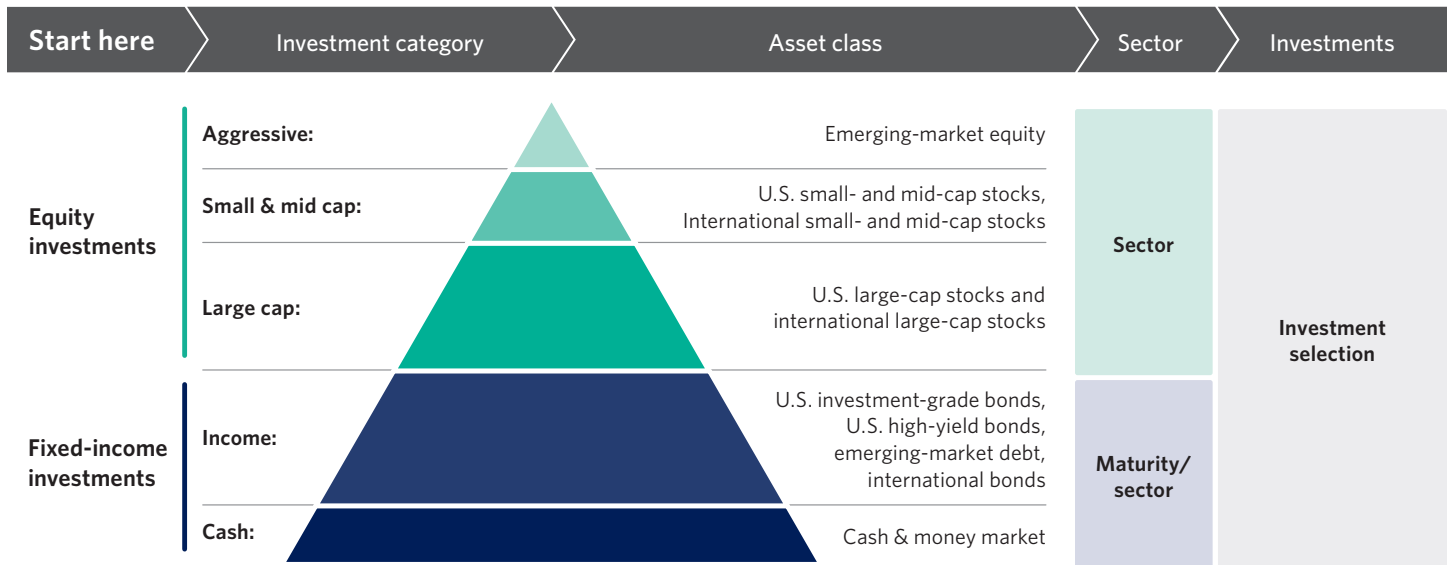 Start here
Investment category
Asset class
Sector
Investments
Equity
investments
Aggressive:
Emerging-market equity
Small & mid cap:
U.S. small- and mid-cap stocks,
International small- and mid-cap stocks
Large cap:
U.S. large-cap stocks and
international large-cap stocks
Sector
Fixed-income
investments
Income:
U.S. investment-grade bonds,
U.S. high-yield bonds,
emerging-market debt,
international bonds
Cash:
Cash & money market
Maturity/
sector
Investment
selection